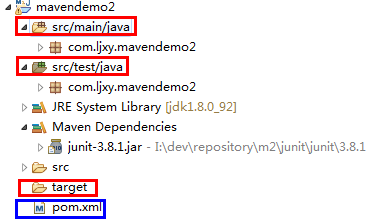 mavendemo2
src/main/java
com.ljxy.mavendemo2
src/test/java
com.ljxy.mavendemo2
JRE System Library [jdk1.8.0_92]
Maven Dependencies
junit-3.8.1.jar - I:\dev\repository\m2\junit\junit\3.8.1
src
target
pom.xml